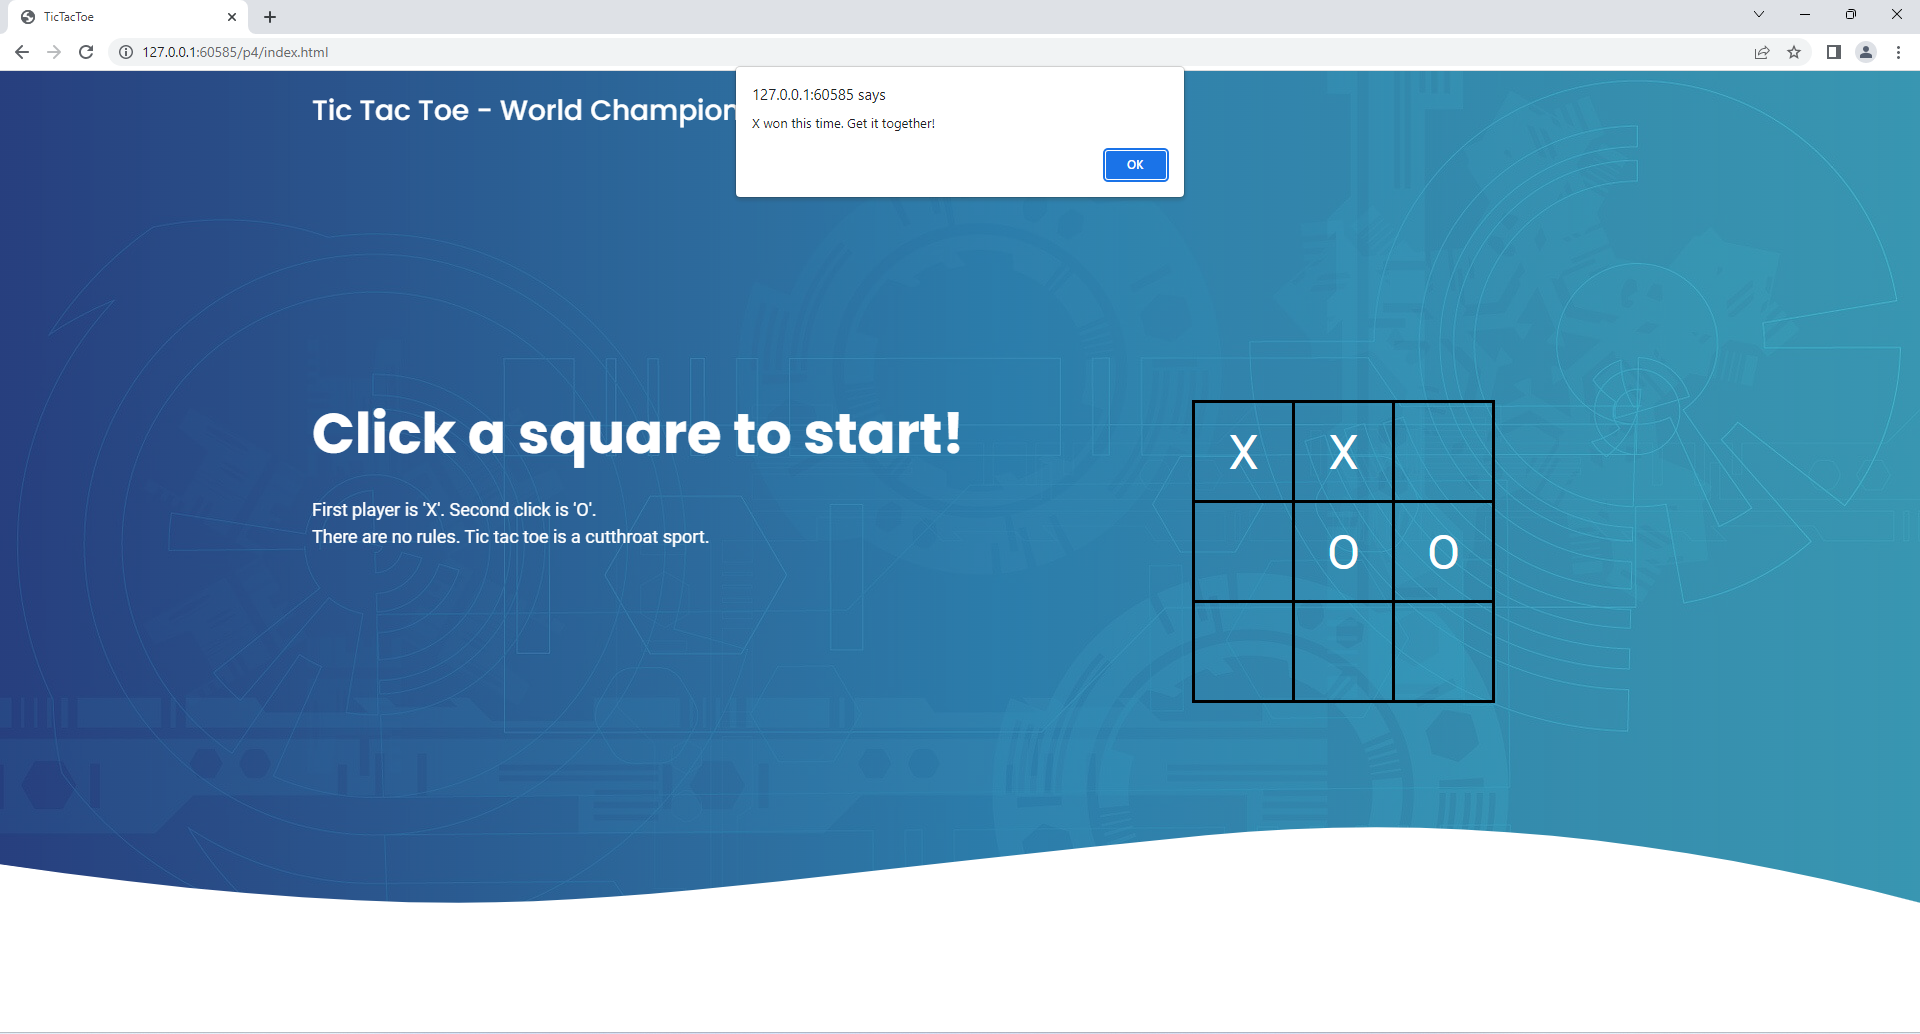 TicTacToe
127.0.0.1:60585/p4/index.html
127.0.0.1:60585 says
X won this time. Get it together!
OK
Tic Tac Toe - World Champion
Click a square to start!
First player is 'X'. Second click is 'O'.
There are no rules. Tic tac toe is a cutthroat sport.
X X
O O